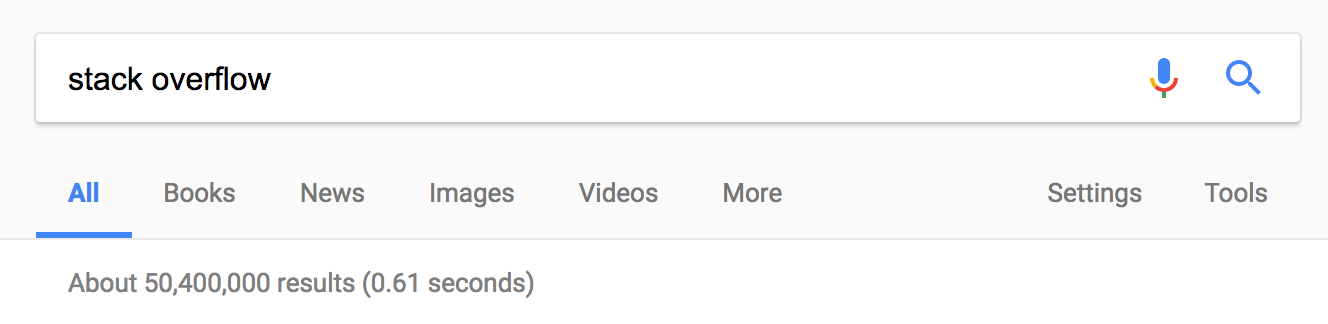 stack overflow
All Books News Images Videos More Settings Tools
About 50,400,000 results (0.61 seconds)